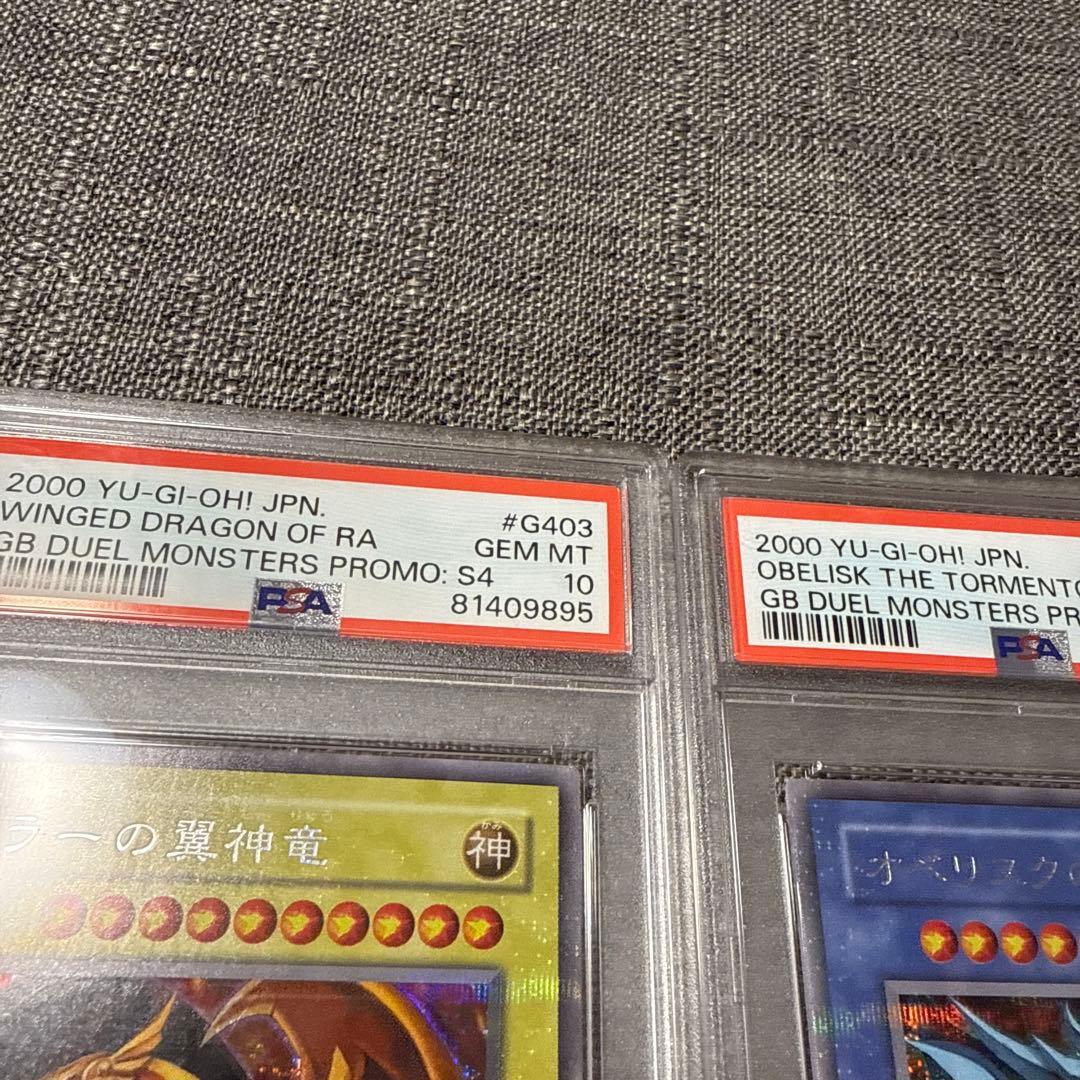 2000 YU-GI-OH! JPN.
WINGED DRAGON OF RA
GB DUEL MONSTERS PROMO: S4
#G403
GEM MT
10
81409895
PSA
2000 YU-GI-OH! JPN.
OBELISK THE
GB DUEL MONSTERS
PSA
ラーの翼神竜
神
オベリスク